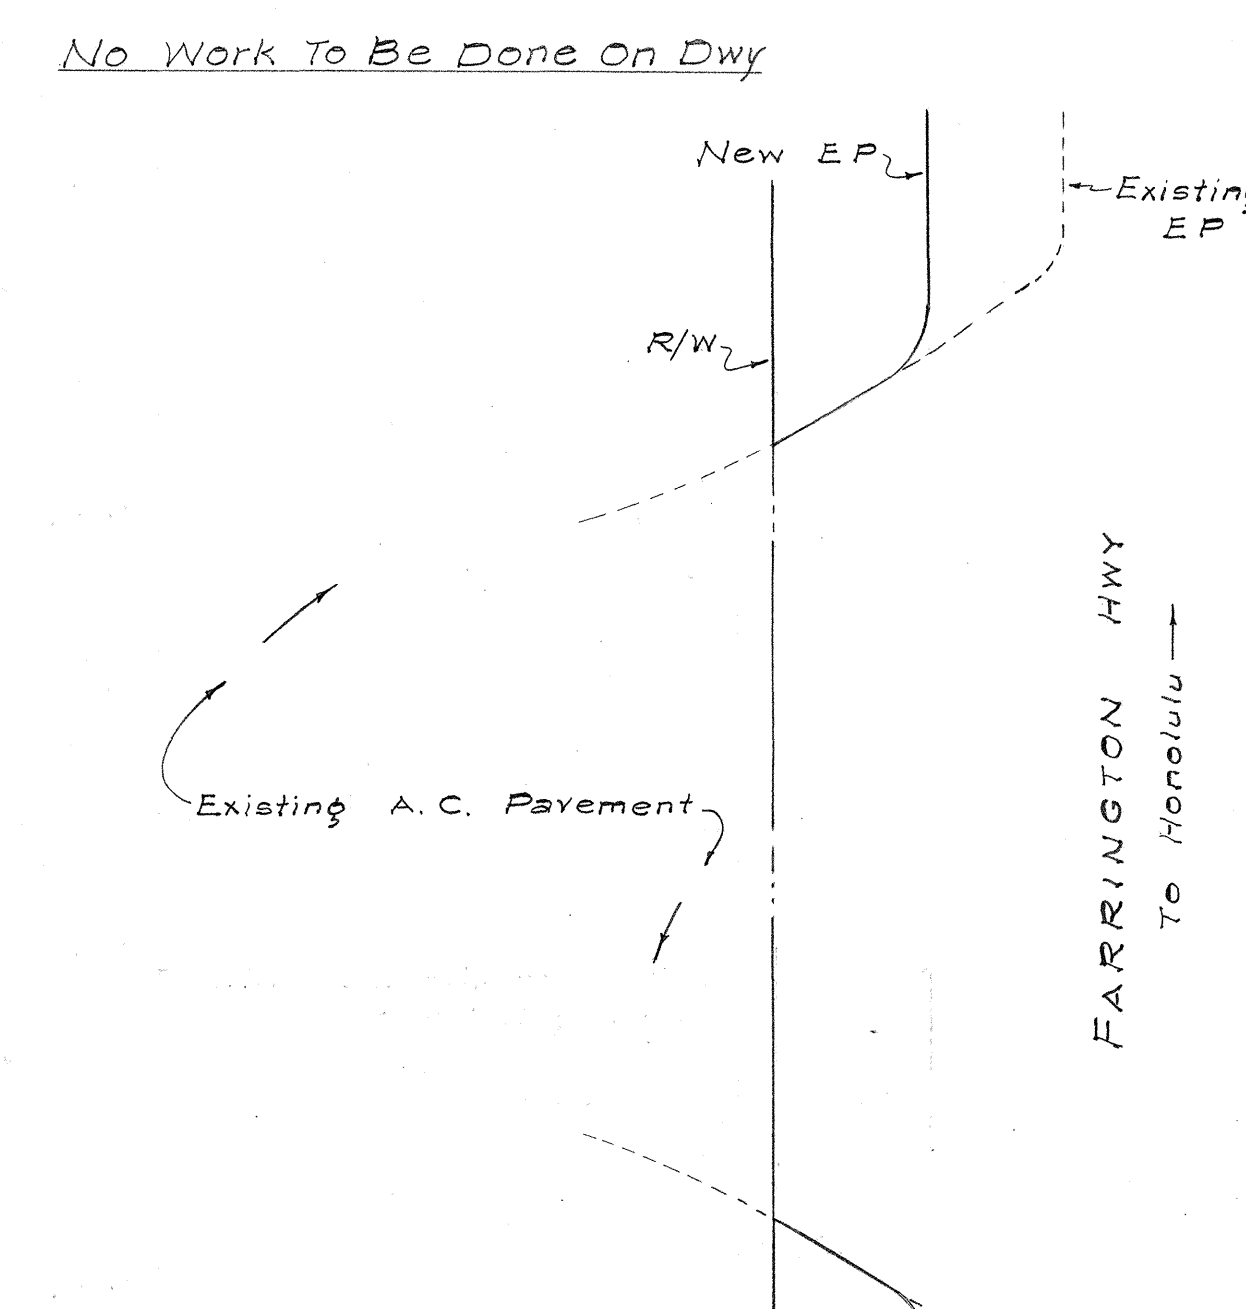 No Work To Be Done On Dwy
New EP
Existing
EP
R/W
FARRINGTON HWY
To Honolulu
Existing A.C. Pavement